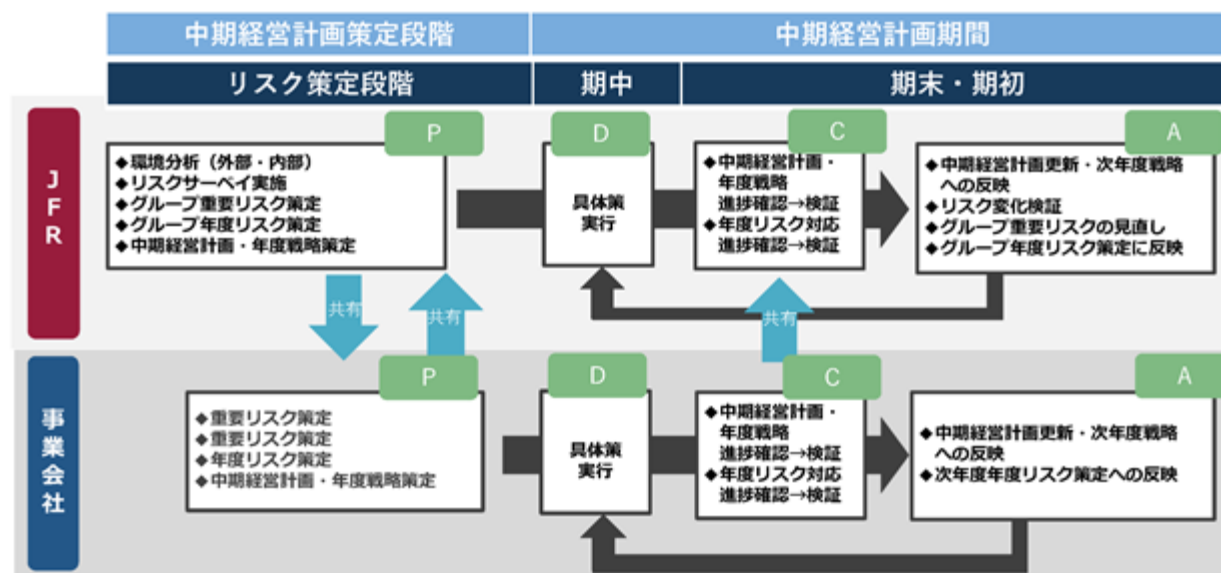 中期経営計画策定段階
中期経営計画期間
リスク策定段階
期中
期末・期初
JFR
P
◆環境分析（外部・内部）
◆リスクサーベイ実施
◆グループ重要リスク策定
◆グループ年度リスク策定
◆中期経営計画・年度戦略策定
D
具体策
実行
C
◆中期経営計画・
年度戦略
進捗確認→検証
◆年度リスク対応
進捗確認→検証
A
◆中期経営計画更新・次年度戦略
への反映
◆リスク変化検証
◆グループ重要リスクの見直し
◆グループ年度リスク策定に反映
共有
共有
共有
事業会社
P
◆重要リスク策定
◆重要リスク策定
◆年度リスク策定
◆中期経営計画・年度戦略策定
D
具体策
実行
C
◆中期経営計画・
年度戦略
進捗確認→検証
◆年度リスク対応
進捗確認→検証
A
◆中期経営計画更新・次年度戦略
への反映
◆次年度年度リスク策定への反映